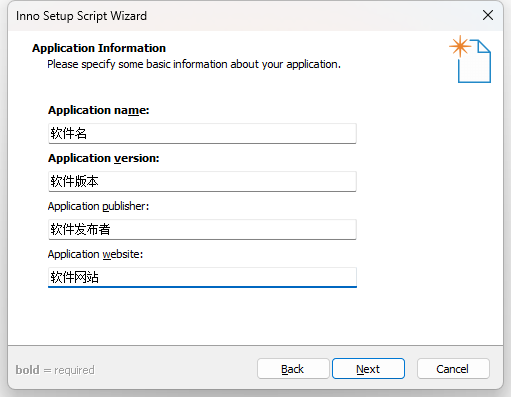 Inno Setup Script Wizard
Application Information
Please specify some basic information about your application.
Application name:
软件名
Application version:
软件版本
Application publisher:
软件发布者
Application website:
软件网站
bold = required
Back
Next
Cancel